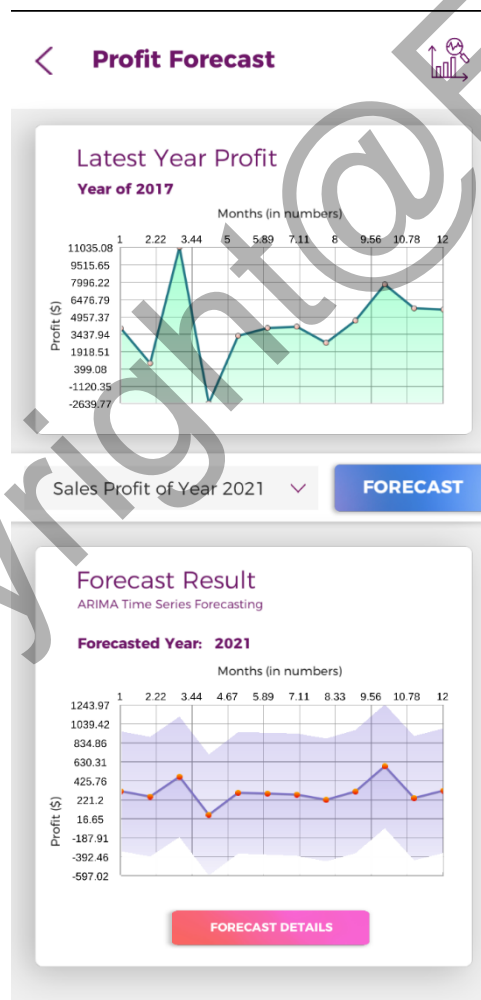 Profit Forecast
Latest Year Profit
Year of 2017
Months (in numbers)
1 2.22 3.44 5 5.89 7.11 8 9.56 10.78 12
11035.08
9515.65
7996.22
6476.79
4957.37
3437.94
1918.51
399.08
-1120.35
-2639.77
Profit ($)
Sales Profit of Year 2021
FORECAST
Forecast Result
ARIMA Time Series Forecasting
Forecasted Year: 2021
Months (in numbers)
1 2.22 3.44 4.67 5.89 7.11 8.33 9.56 10.78 12
1243.97
1039.42
834.86
630.31
425.76
221.2
16.65
-187.91
-392.46
-597.02
Profit ($)
FORECAST DETAILS
yright@